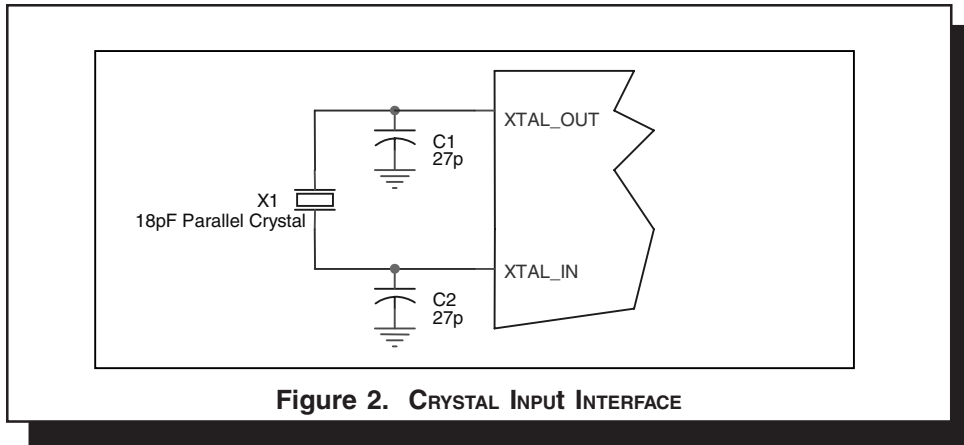 XTAL_OUT
C1
27p
X1
18pF Parallel Crystal
XTAL_IN
C2
27p
Figure 2. CRYSTAL INPUt INTERFACE